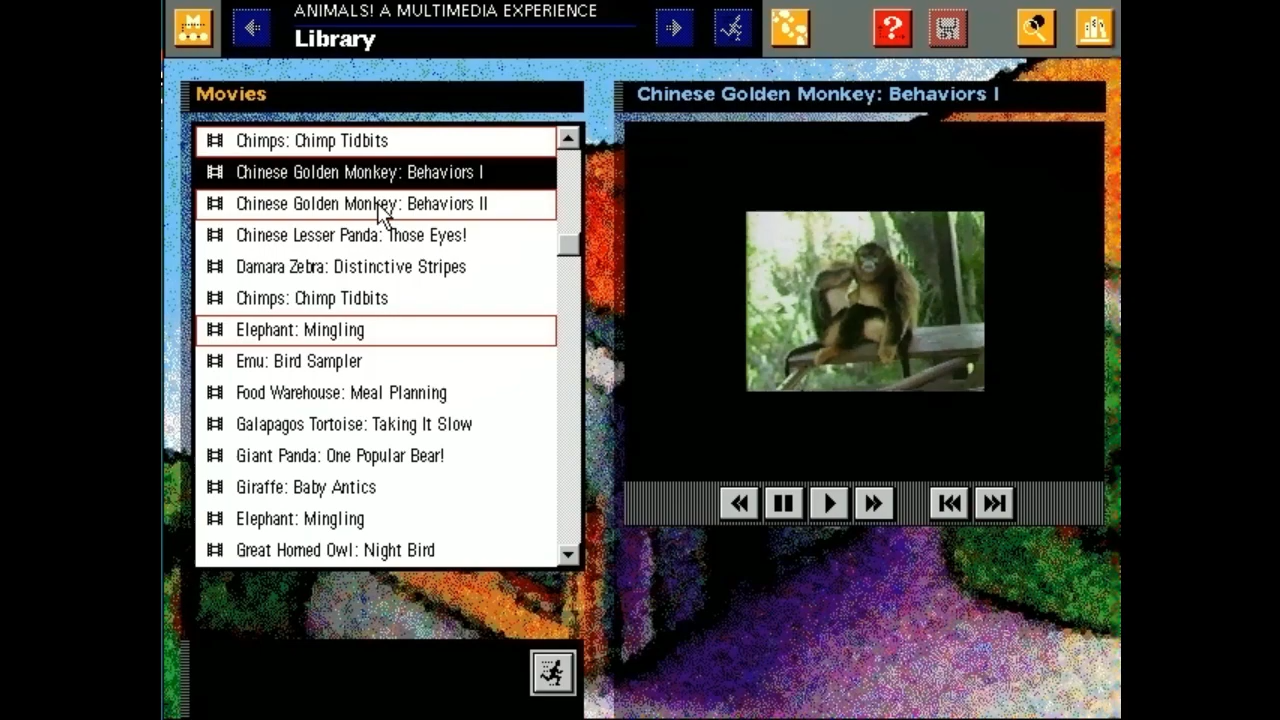 ANIMALS! A MULTIMEDIA EXPERIENCE
Library
?
Movies
Chimps: Chimp Tidbits
Chinese Golden Monkey: Behaviors I
Chinese Golden Monkey: Behaviors II
Chinese Lesser Panda: Those Eyes!
Damara Zebra: Distinctive Stripes
Chimps: Chimp Tidbits
Elephant: Mingling
Emu: Bird Sampler
Food Warehouse: Meal Planning
Galapagos Tortoise: Taking It Slow
Giant Panda: One Popular Bear!
Giraffe: Baby Antics
Elephant: Mingling
Great Horned Owl: Night Bird
Chinese Golden Monkey: Behaviors I